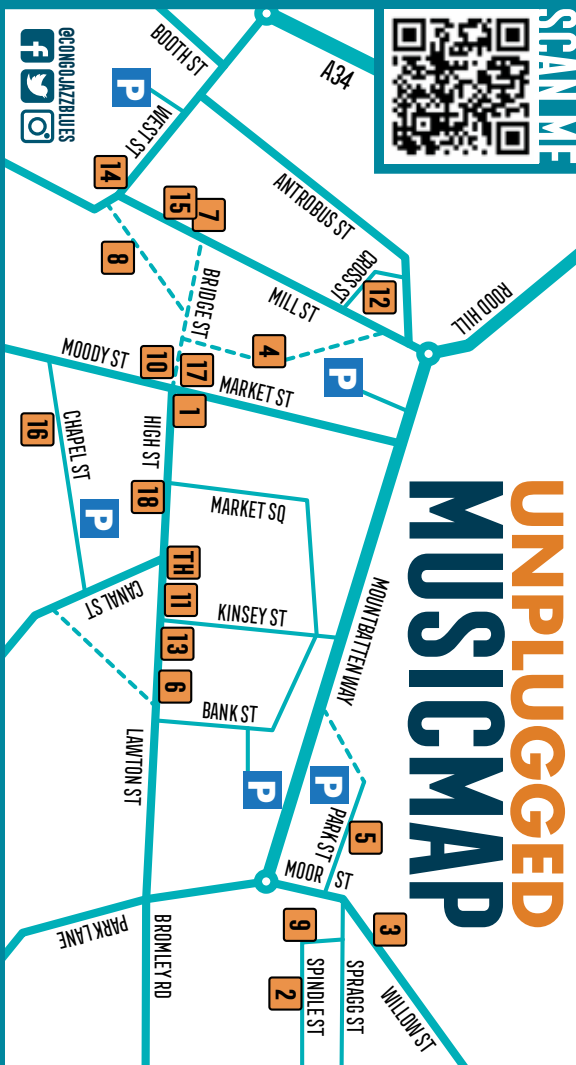 UNPLUGGED
MUSICMAP
SCAN ME
@CONGOJAZZBLUES
A34
ROOD HILL
BOOTH ST
WEST ST
P
ANTROBUS ST
CROSS ST
12
MILL ST
14
15
7
8
BRIDGE ST
4
P
MOODY ST
10
17
MARKET ST
1
HIGH ST
CHAPEL ST
16
P
18
MARKET SQ
MOUNTBATTEN WAY
CANAL ST
TH
11
KINSEY ST
13
6
BANK ST
P
LAWTON ST
P
PARK ST
5
MOOR ST
3
WILLOW ST
9
SPRAGG ST
SPINDLE ST
2
PARK LANE
BROMLEY RD